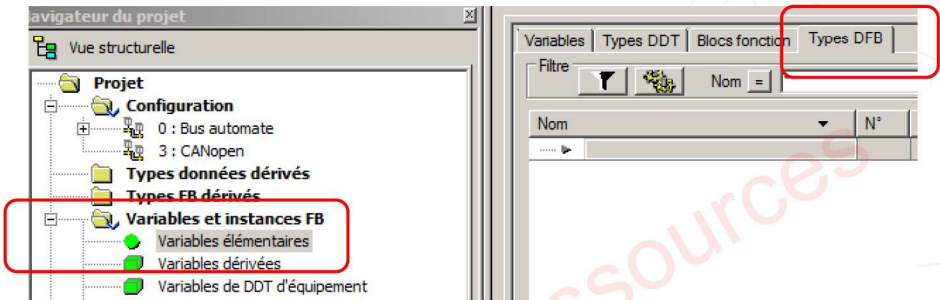 Navigateur du projet
Vue structurelle
Projet
Configuration
0 : Bus automate
3 : CANopen
Types données dérivés
Types FB dérivés
Variables et instances FB
Variables élémentaires
Variables dérivées
Variables de DDT d'équipement
Variables Types DDT Blocs fonction Types DFB
Filtre
Nom = *
Nom N°
ssources